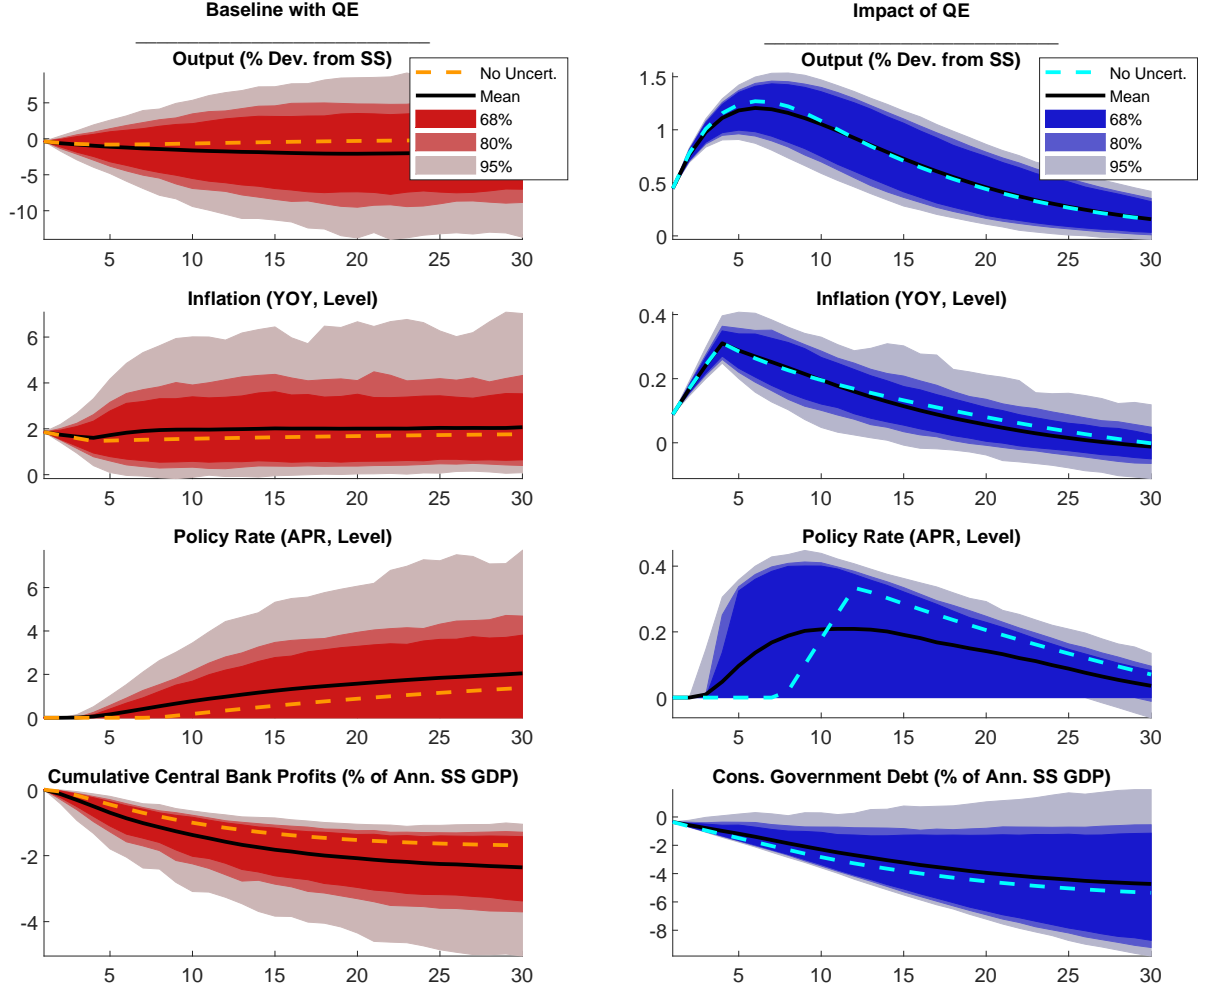 Baseline with QE
Output (% Dev. from SS)
No Uncert.
Mean
68%
80%
95%
5
0
-5
-10
5 10 15 20 25 30
Inflation (YOY, Level)
6
4
2
0
5 10 15 20 25 30
Policy Rate (APR, Level)
6
4
2
0
5 10 15 20 25 30
Cumulative Central Bank Profits (% of Ann. SS GDP)
0
-2
-4
5 10 15 20 25 30
Impact of QE
Output (% Dev. from SS)
No Uncert.
Mean
68%
80%
95%
1.5
1
0.5
0
5 10 15 20 25 30
Inflation (YOY, Level)
0.4
0.2
0
5 10 15 20 25 30
Policy Rate (APR, Level)
0.4
0.2
0
5 10 15 20 25 30
Cons. Government Debt (% of Ann. SS GDP)
0
-2
-4
-6
-8
5 10 15 20 25 30